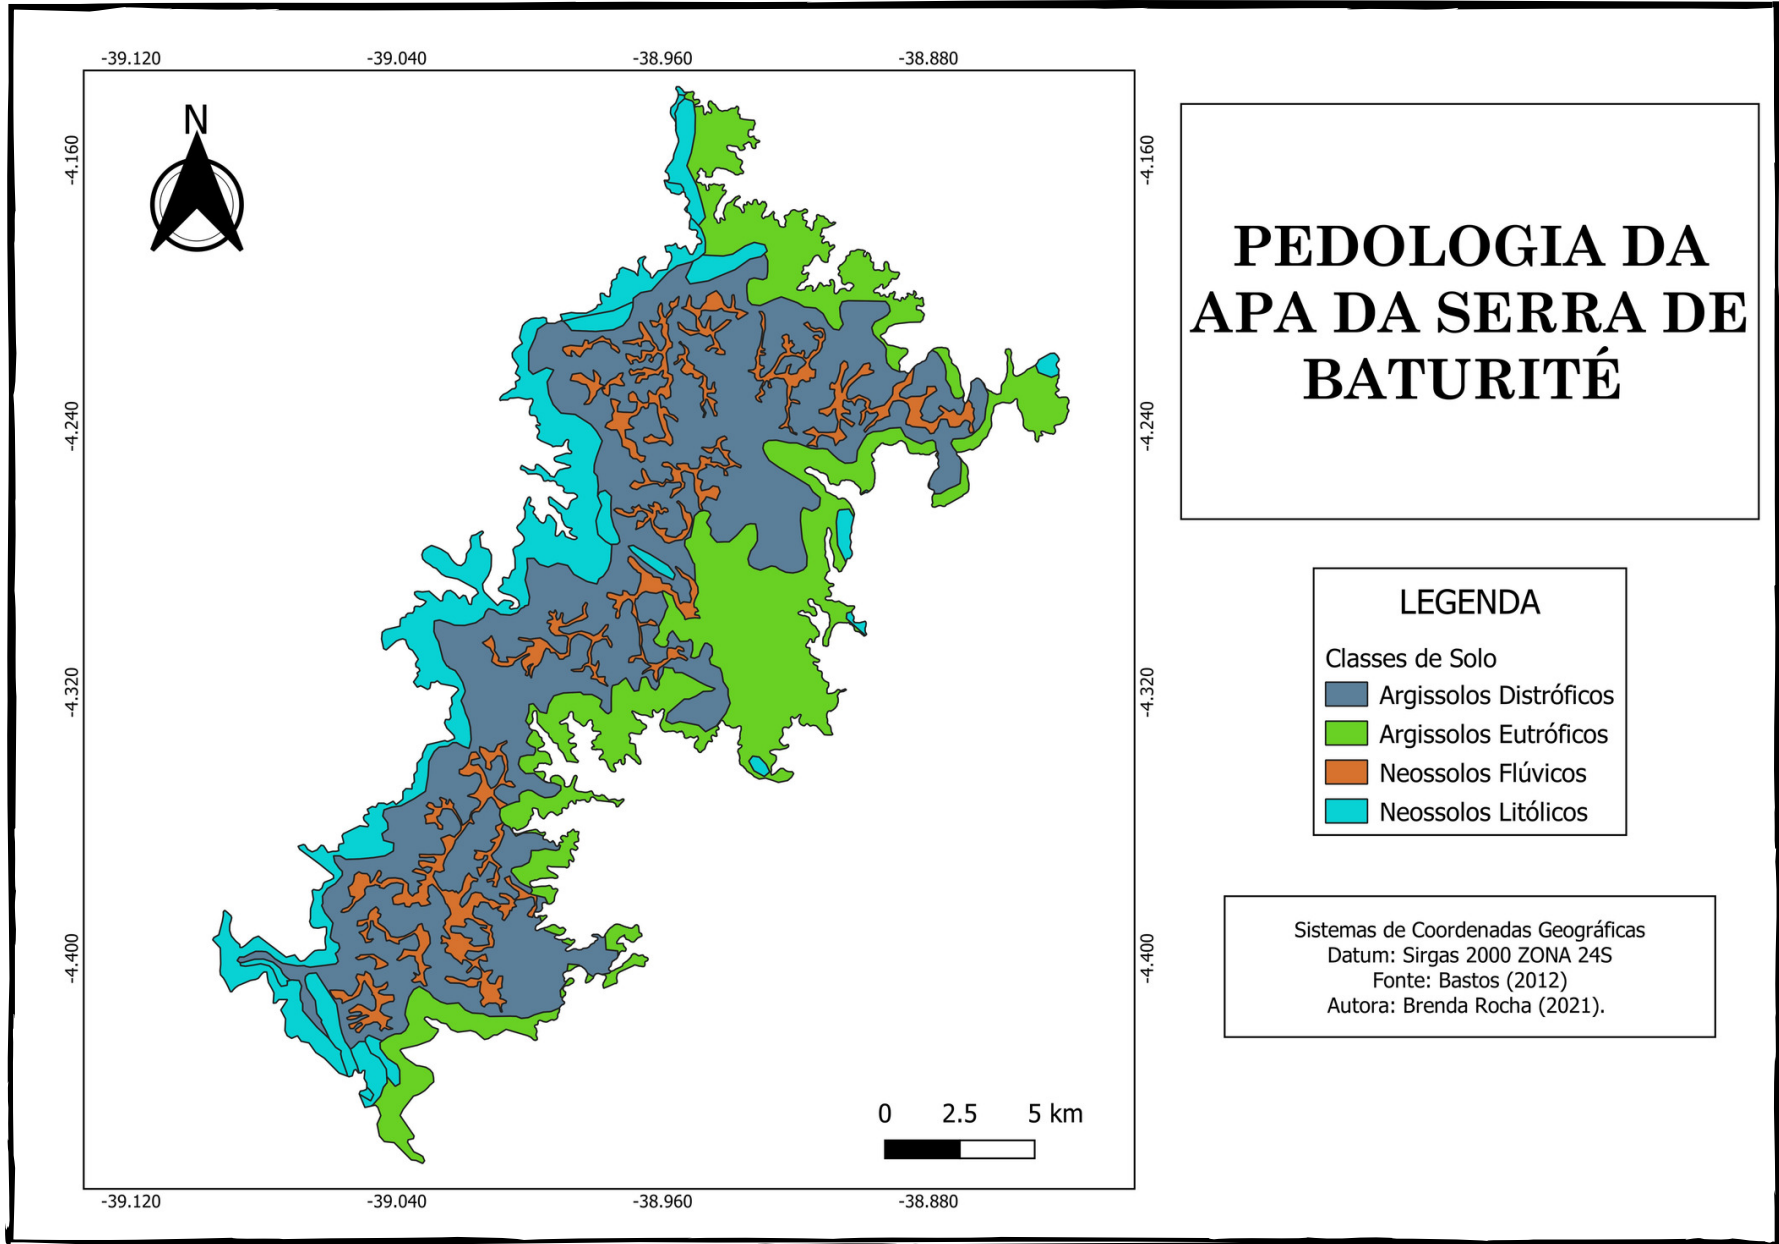 -39.120 -39.040 -38.960 -38.880
N
-4.160 -4.160
-4.240 -4.240
-4.320 -4.320
-4.400 -4.400
0 2.5 5 km
-39.120 -39.040 -38.960 -38.880
PEDOLOGIA DA
APA DA SERRA DE
BATURITÉ
LEGENDA
Classes de Solo
Argissolos Distróficos
Argissolos Eutróficos
Neossolos Flúvicos
Neossolos Litólicos
Sistemas de Coordenadas Geográficas
Datum: Sirgas 2000 ZONA 24S
Fonte: Bastos (2012)
Autora: Brenda Rocha (2021).